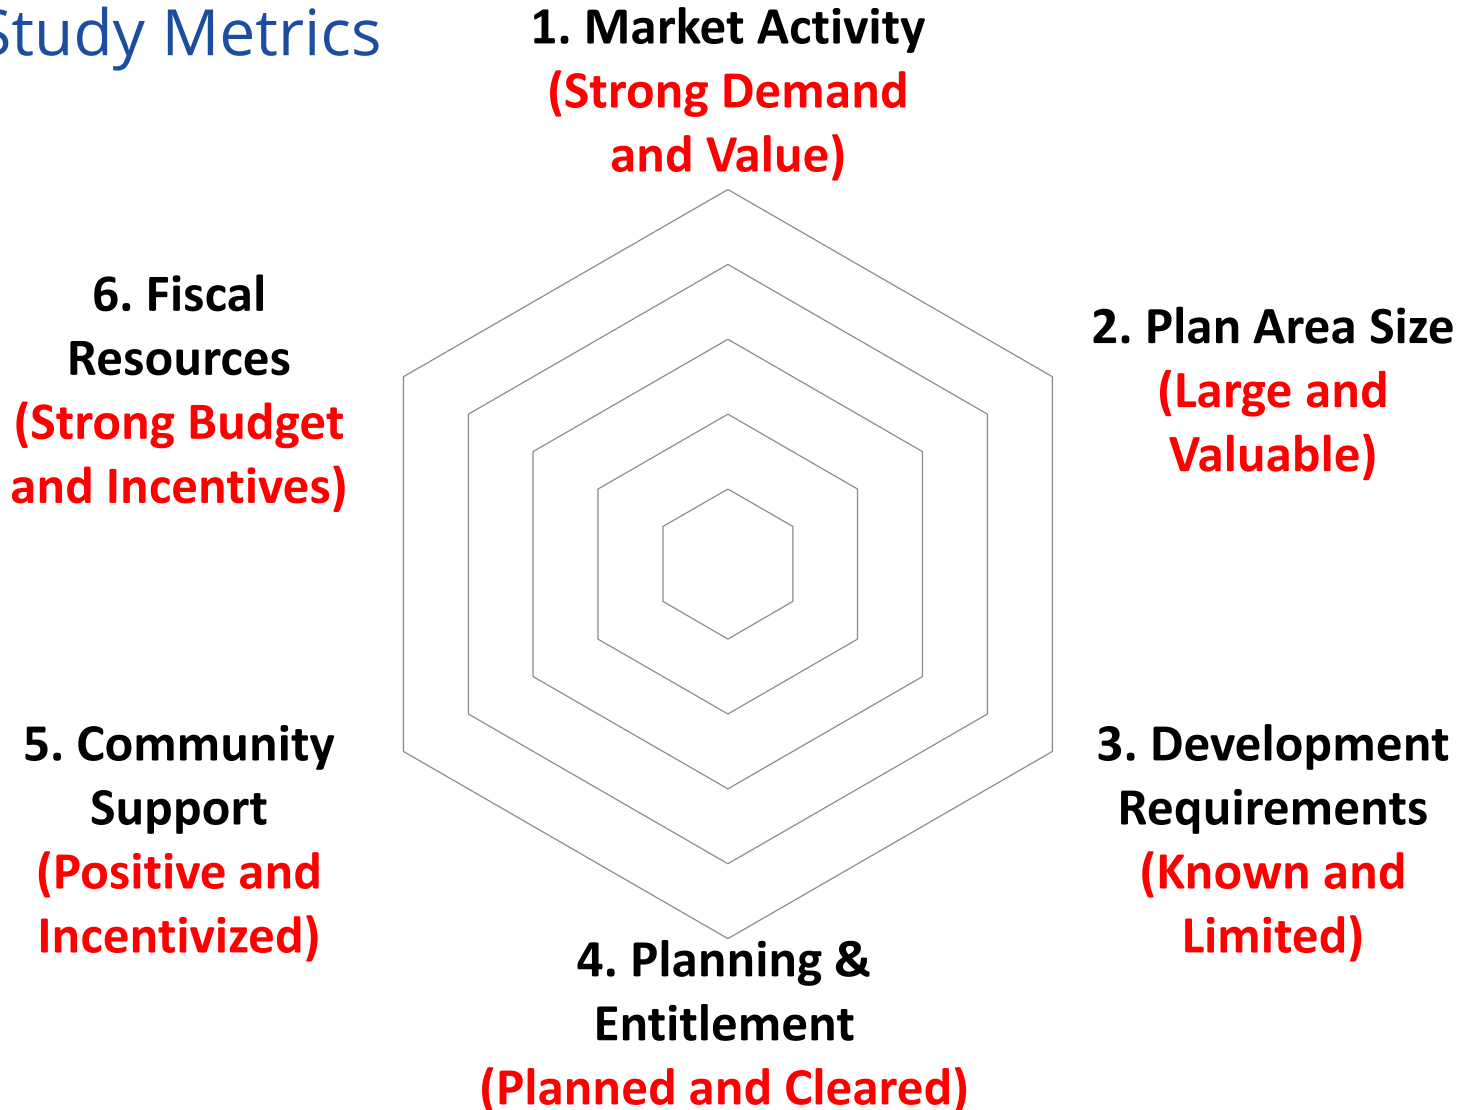 Study Metrics
1. Market Activity
(Strong Demand
and Value)
2. Plan Area Size
(Large and
Valuable)
3. Development
Requirements
(Known and
Limited)
4. Planning &
Entitlement
(Planned and Cleared)
5. Community
Support
(Positive and
Incentivized)
6. Fiscal
Resources
(Strong Budget
and Incentives)